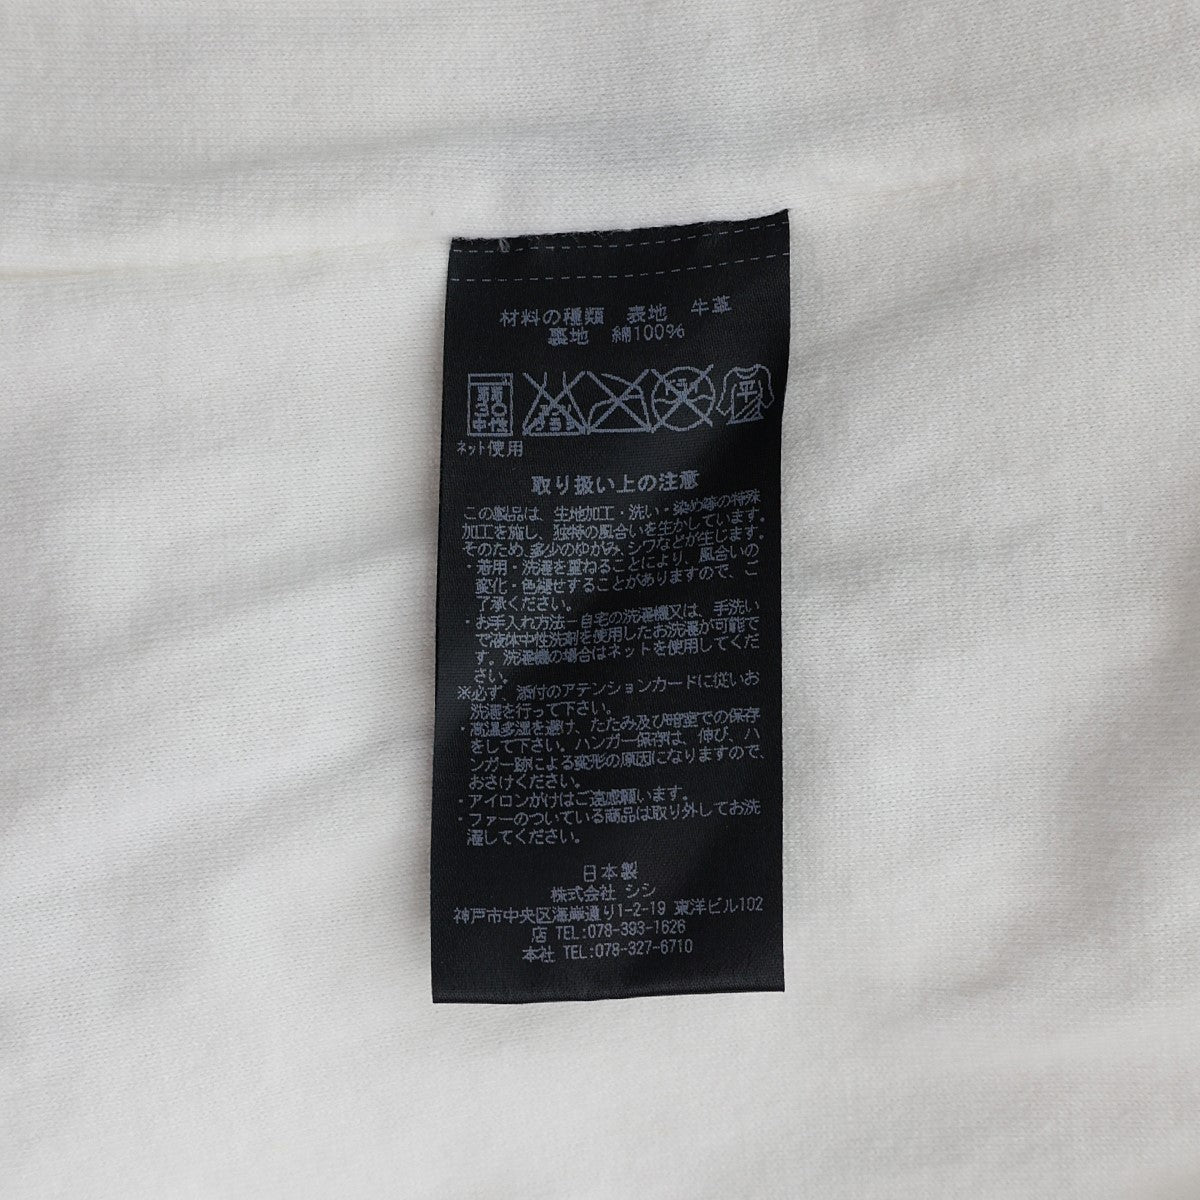 材料の種類 表地 牛革
裏地 綿100%
弱
30
中性
エンソ
サラシ
ドライ
平
ネット使用
取り扱い上の注意
この製品は、生地加工・洗い・染め等の特殊
加工を施し、独特の風合いを生かしています。
そのため、多少のゆがみ、シワなどが生じます。
・着用・洗濯を重ねることにより、風合いの
変化・色褪せすることがありますので、ご
了承ください。
・お手入れ方法－自宅の洗濯機又は、手洗い
で液体中性洗剤を使用したお洗濯が可能で
す。洗濯機の場合はネットを使用してくだ
さい。
※必ず、添付のアテンションカードに従いお
洗濯を行って下さい。
・高温多湿を避け、たたみ及び暗室での保存
をして下さい。ハンガー保存は、伸び、ハ
ンガー跡による変形の原因になりますので、
おさけください。
・アイロンがけはご遠慮願います。
・ファーのついている商品は取り外してお洗
濯してください。
日本製
株式会社 シシ
神戸市中央区海岸通り1-2-19 東洋ビル102
店 TEL:078-393-1626
本社 TEL:078-327-6710